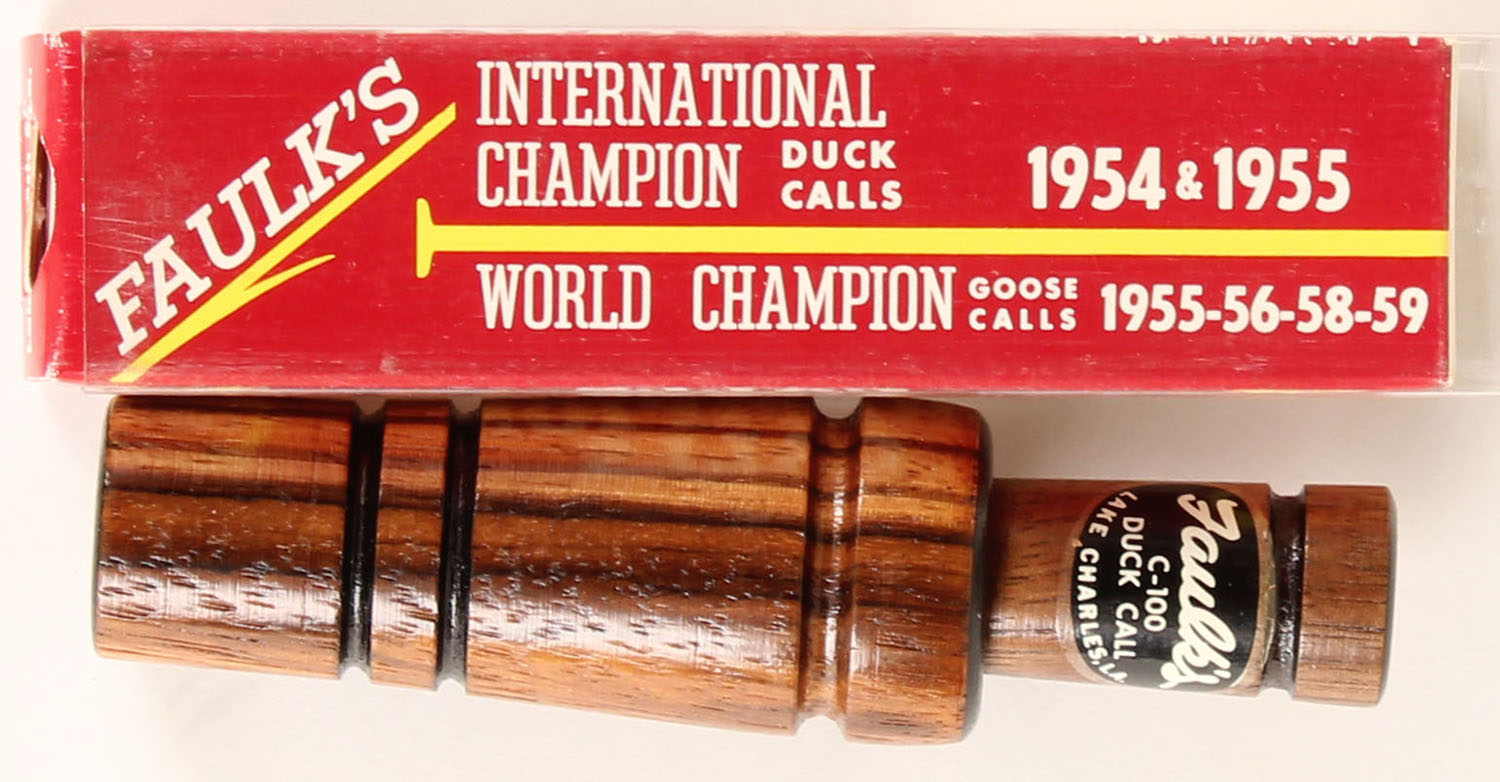 FAULK'S
INTERNATIONAL
CHAMPION DUCK CALLS 1954 & 1955
WORLD CHAMPION GOOSE CALLS 1955-56-58-59
Faulk's
C-100
DUCK CALL
LAKE CHARLES, LA